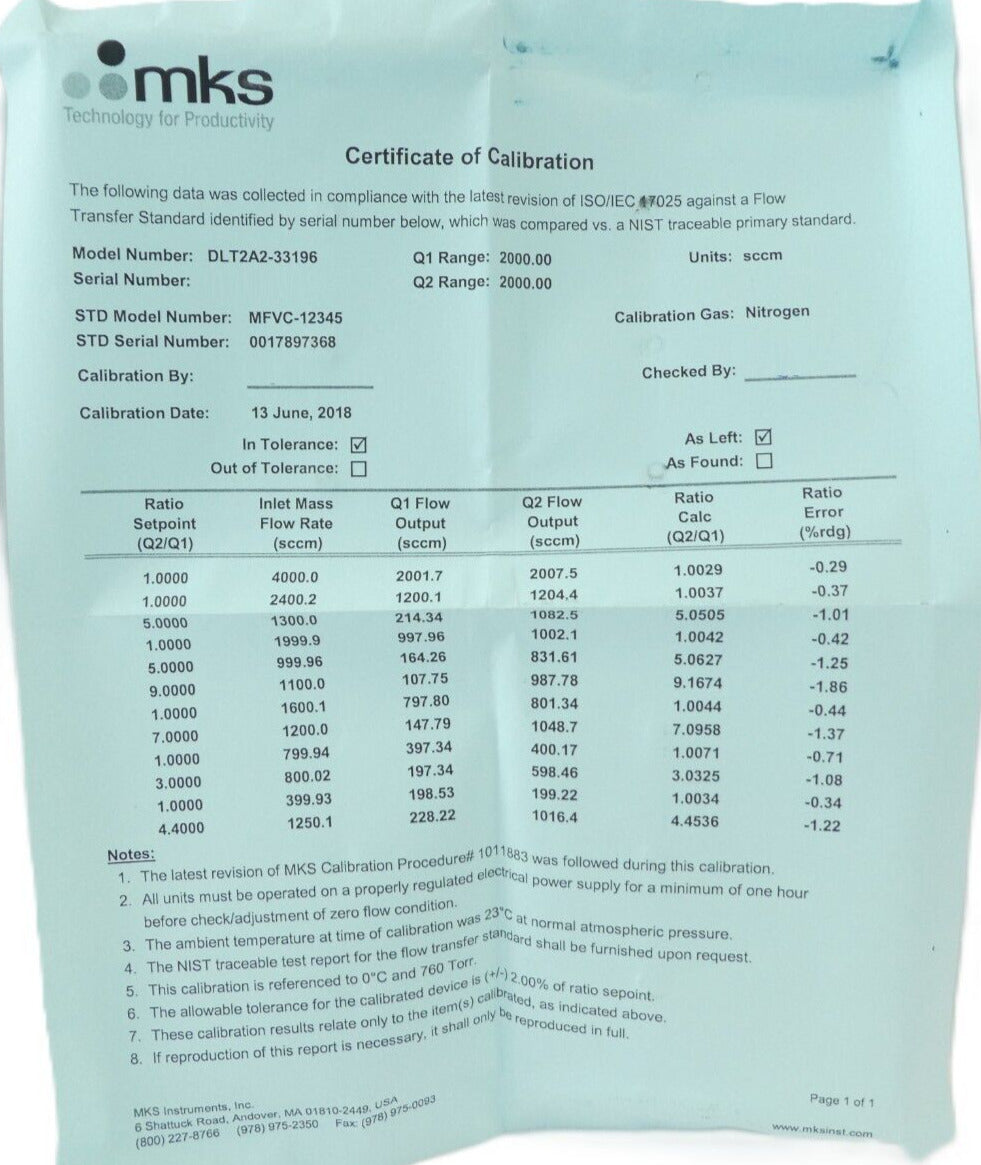 mks
Technology for Productivity
Certificate of Calibration
The following data was collected in compliance with the latest revision of ISO/IEC 17025 against a Flow
Transfer Standard identified by serial number below, which was compared vs. a NIST traceable primary standard.
Model Number: DLT2A2-33196 Q1 Range: 2000.00 Units: sccm
Serial Number: Q2 Range: 2000.00
STD Model Number: MFVC-12345 Calibration Gas: Nitrogen
STD Serial Number: 0017897368
Calibration By: Checked By:
Calibration Date: 13 June, 2018
In Tolerance: ☑ As Left: ☑
Out of Tolerance: ☐ As Found: ☐
Ratio Inlet Mass Q1 Flow Q2 Flow Ratio Ratio
Setpoint Flow Rate Output Output Calc Error
(Q2/Q1) (sccm) (sccm) (sccm) (Q2/Q1) (%rdg)
1.0000 4000.0 2001.7 2007.5 1.0029 -0.29
1.0000 2400.2 1200.1 1204.4 1.0037 -0.37
5.0000 1300.0 214.34 1082.5 5.0505 -1.01
1.0000 1999.9 997.96 1002.1 1.0042 -0.42
5.0000 999.96 164.26 831.61 5.0627 -1.25
9.0000 1100.0 107.75 987.78 9.1674 -1.86
1.0000 1600.1 797.80 801.34 1.0044 -0.44
7.0000 1200.0 147.79 1048.7 7.0958 -1.37
1.0000 799.94 397.34 400.17 1.0071 -0.71
3.0000 800.02 197.34 598.46 3.0325 -1.08
1.0000 399.93 198.53 199.22 1.0034 -0.34
4.4000 1250.1 228.22 1016.4 4.4536 -1.22
Notes:
1. The latest revision of MKS Calibration Procedure# 1011883 was followed during this calibration.
2. All units must be operated on a properly regulated electrical power supply for a minimum of one hour
before check/adjustment of zero flow condition.
3. The ambient temperature at time of calibration was 23°C at normal atmospheric pressure.
4. The NIST traceable test report for the flow transfer standard shall be furnished upon request.
5. This calibration is referenced to 0°C and 760 Torr.
6. The allowable tolerance for the calibrated device is (+/-) 2.00% of ratio sepoint.
7. These calibration results relate only to the item(s) calibrated, as indicated above.
8. If reproduction of this report is necessary, it shall only be reproduced in full.
MKS Instruments, Inc. Page 1 of 1
6 Shattuck Road, Andover, MA 01810-2449, USA
(800) 227-8766 (978) 975-2350 Fax: (978) 975-0093 www.mksinst.com